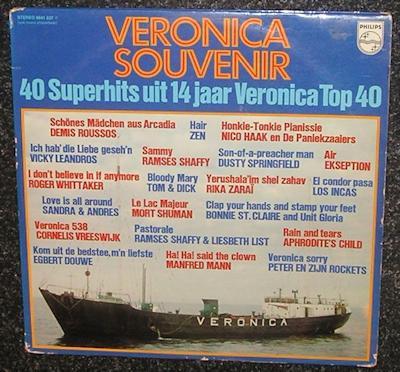 STEREO 6641 237
PHILIPS
VERONICA
SOUVENIR
40 Superhits uit 14 jaar Veronica Top 40
Schönes Mädchen aus Arcadia
DEMIS ROUSSOS
Hair
ZEN
Honkie-Tonkie Pianissie
NICO HAAK en De Paniekzaaiers
Ich hab' die Liebe geseh'n
VICKY LEANDROS
Sammy
RAMSES SHAFFY
Son-of-a-preacher man
DUSTY SPRINGFIELD
Air
EKSEPTION
I don't believe in if anymore
ROGER WHITTAKER
Bloody Mary
TOM & DICK
Yerushala'im shel zahav
RIKA ZARAÏ
El condor pasa
LOS INCAS
Love is all around
SANDRA & ANDRES
Le Lac Majeur
MORT SHUMAN
Clap your hands and stamp your feet
BONNIE ST. CLAIRE and Unit Gloria
Veronica 538
CORNELIS VREESWIJK
Pastorale
RAMSES SHAFFY & LIESBETH LIST
Rain and tears
APHRODITE'S CHILD
Kom uit de bedstee, m'n liefste
EGBERT DOUWE
Ha! Ha! said the clown
MANFRED MANN
Veronica sorry
PETER EN ZIJN ROCKETS
VERONICA